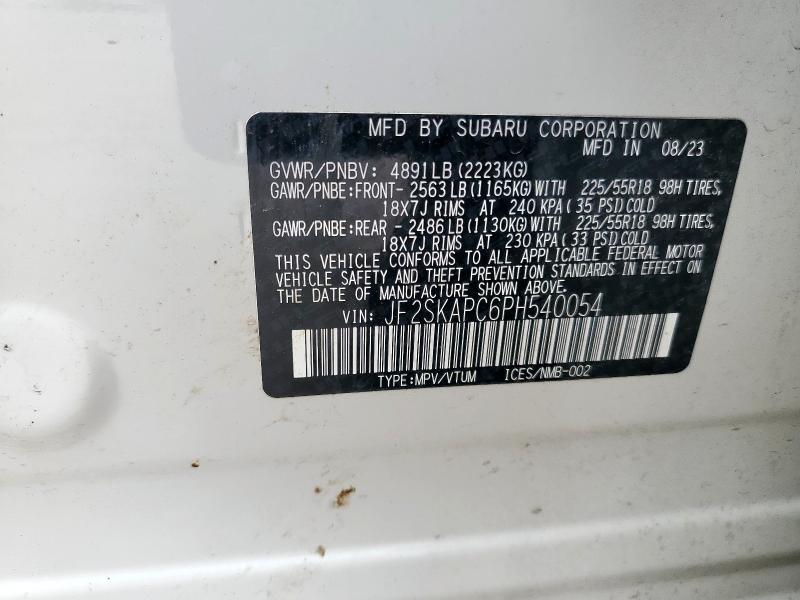 MFD BY SUBARU CORPORATION
MFD IN 08/23
GVWR/PNBV: 4891LB (2223KG)
GAWR/PNBE:FRONT- 2563 LB (1165KG) WITH 225/55R18 98H TIRES,
18X7J RIMS AT 240 KPA ( 35 PSI) COLD
GAWR/PNBE:REAR - 2486 LB (1130KG) WITH 225/55R18 98H TIRES,
18X7J RIMS AT 230 KPA ( 33 PSI) COLD
THIS VEHICLE CONFORMS TO ALL APPLICABLE FEDERAL MOTOR
VEHICLE SAFETY AND THEFT PREVENTION STANDARDS IN EFFECT ON
THE DATE OF MANUFACTURE SHOWN ABOVE.
VIN: JF2SKAPC6PH540054
TYPE:MPV/VTUM ICES/NMB-002